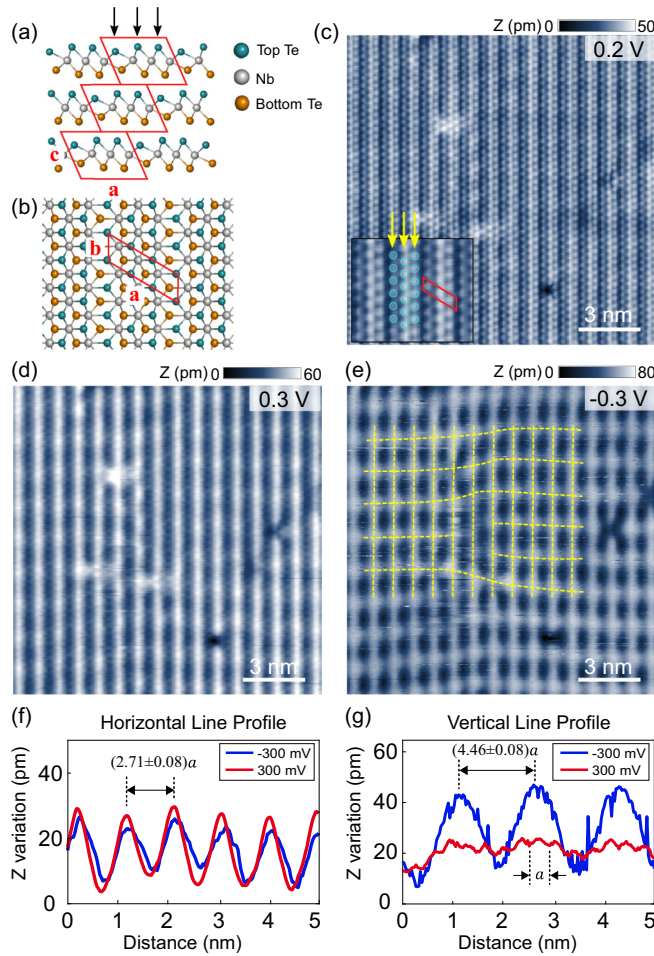 (a)
Top Te
Nb
Bottom Te
c
a
(b)
b
a
(c)
Z (pm) 0 50
0.2 V
3 nm
(d)
Z (pm) 0 60
0.3 V
3 nm
(e)
Z (pm) 0 80
-0.3 V
3 nm
(f) Horizontal Line Profile
(2.71±0.08)a
-300 mV
300 mV
Z variation (pm)
40
20
0
0 1 2 3 4 5
Distance (nm)
(g) Vertical Line Profile
(4.46±0.08)a
-300 mV
300 mV
a
Z variation (pm)
60
40
20
0
0 1 2 3 4 5
Distance (nm)